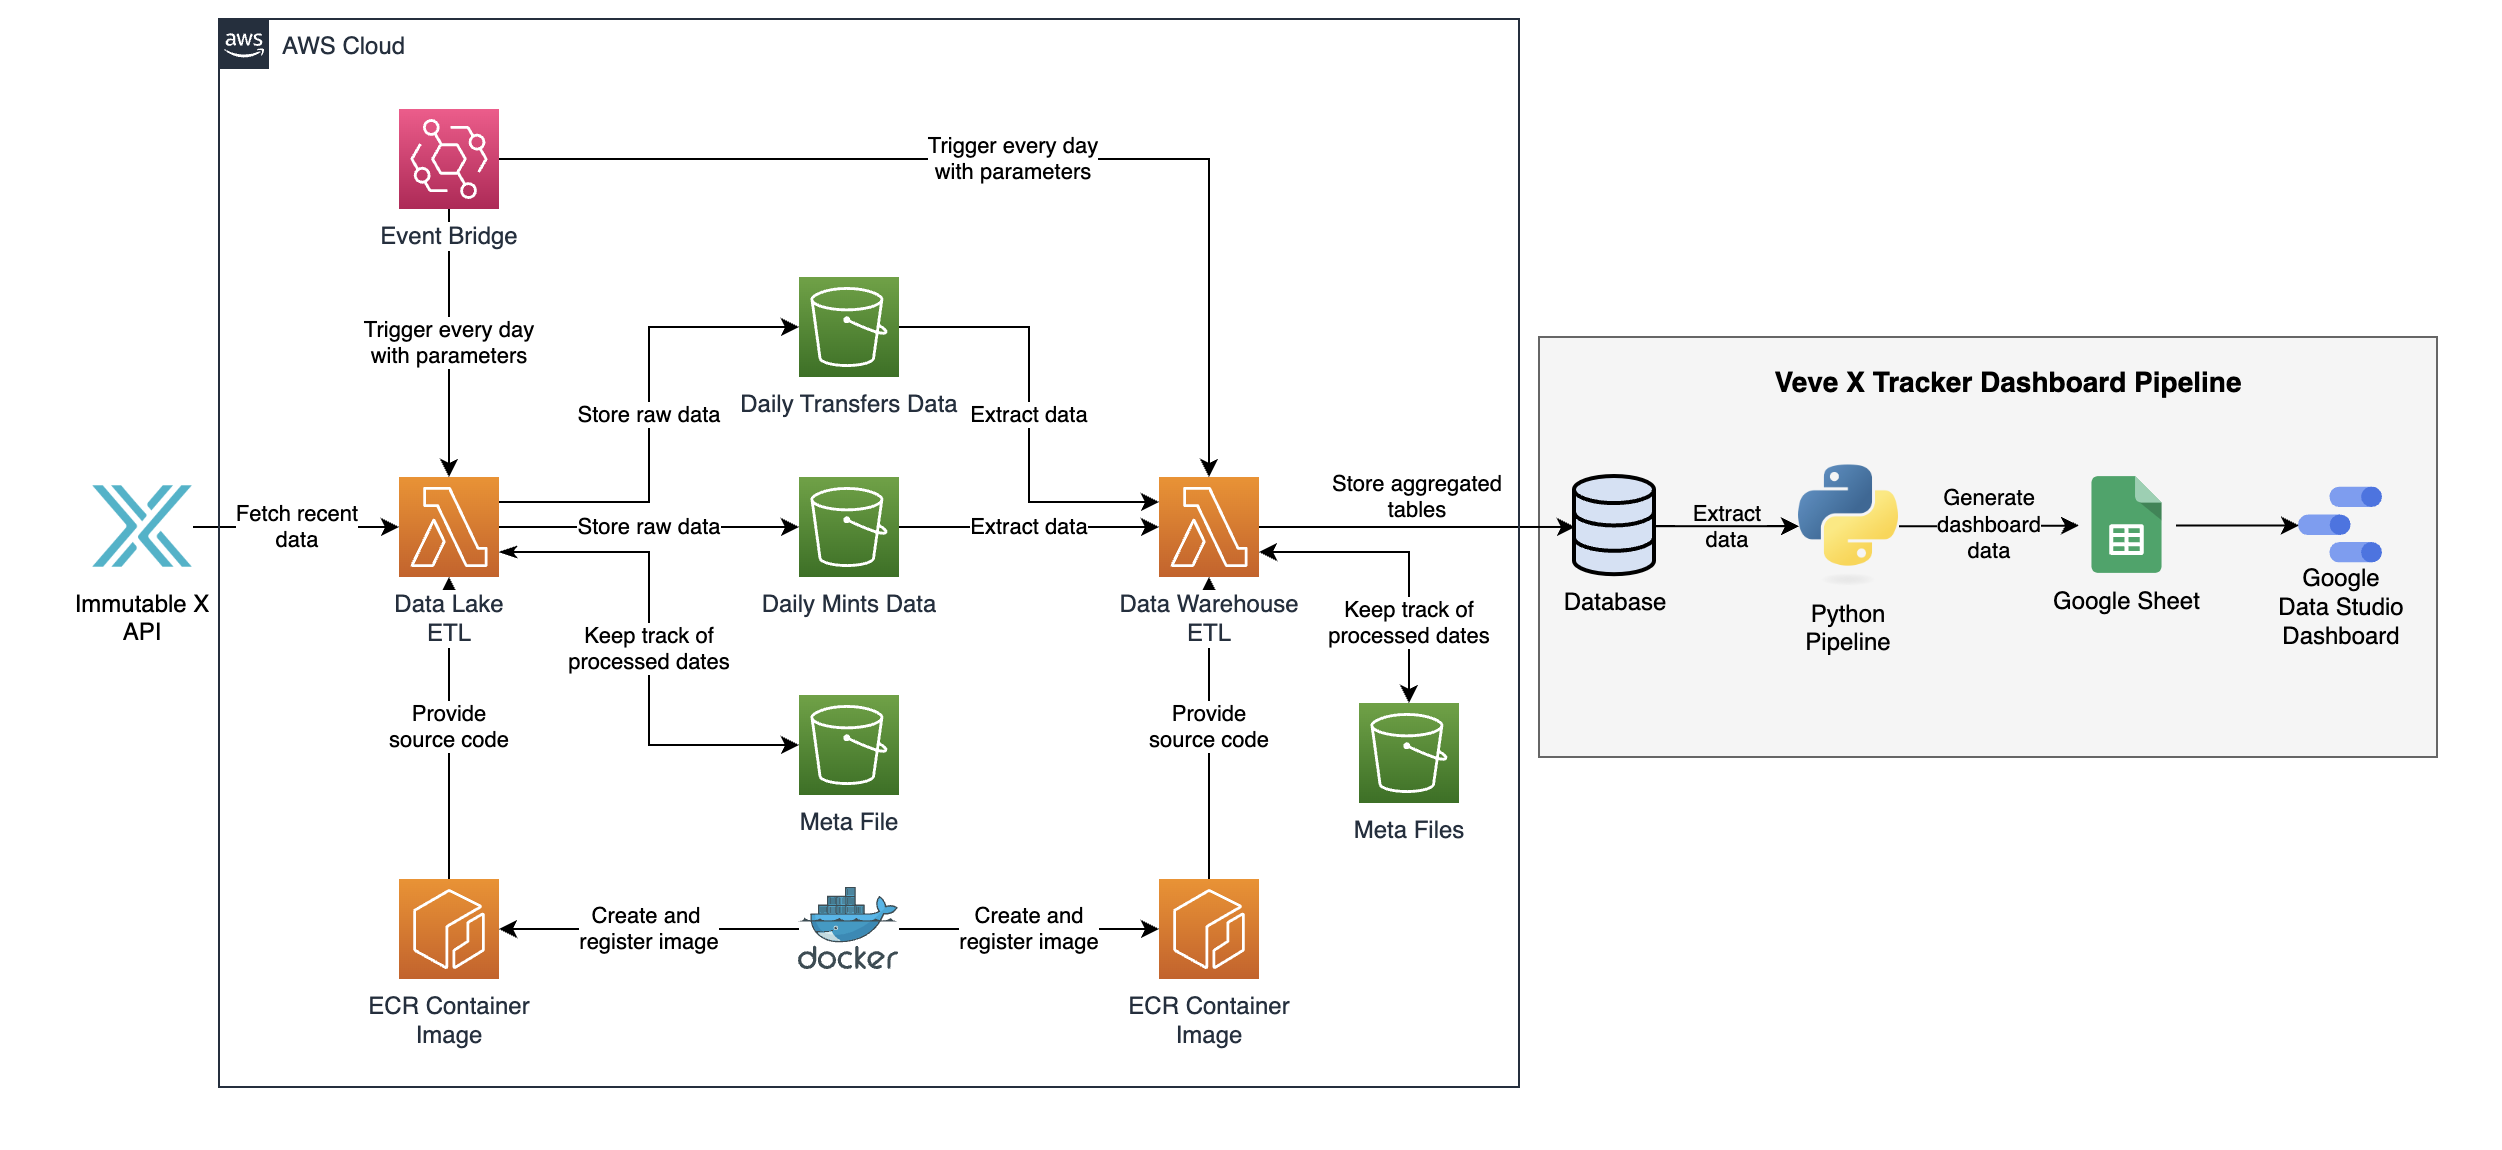 aws
AWS Cloud
Trigger every day
with parameters
Event Bridge
Trigger every day
with parameters
Store raw data
Daily Transfers Data
Extract data
Veve X Tracker Dashboard Pipeline
Immutable X
API
Fetch recent
data
Data Lake
ETL
Store raw data
Daily Mints Data
Extract data
Data Warehouse
ETL
Store aggregated
tables
Database
Extract
data
Python
Pipeline
Generate
dashboard
data
Google Sheet
Google
Data Studio
Dashboard
Keep track of
processed dates
Keep track of
processed dates
Provide
source code
Meta File
Provide
source code
Meta Files
Create and
register image
docker
Create and
register image
ECR Container
Image
ECR Container
Image